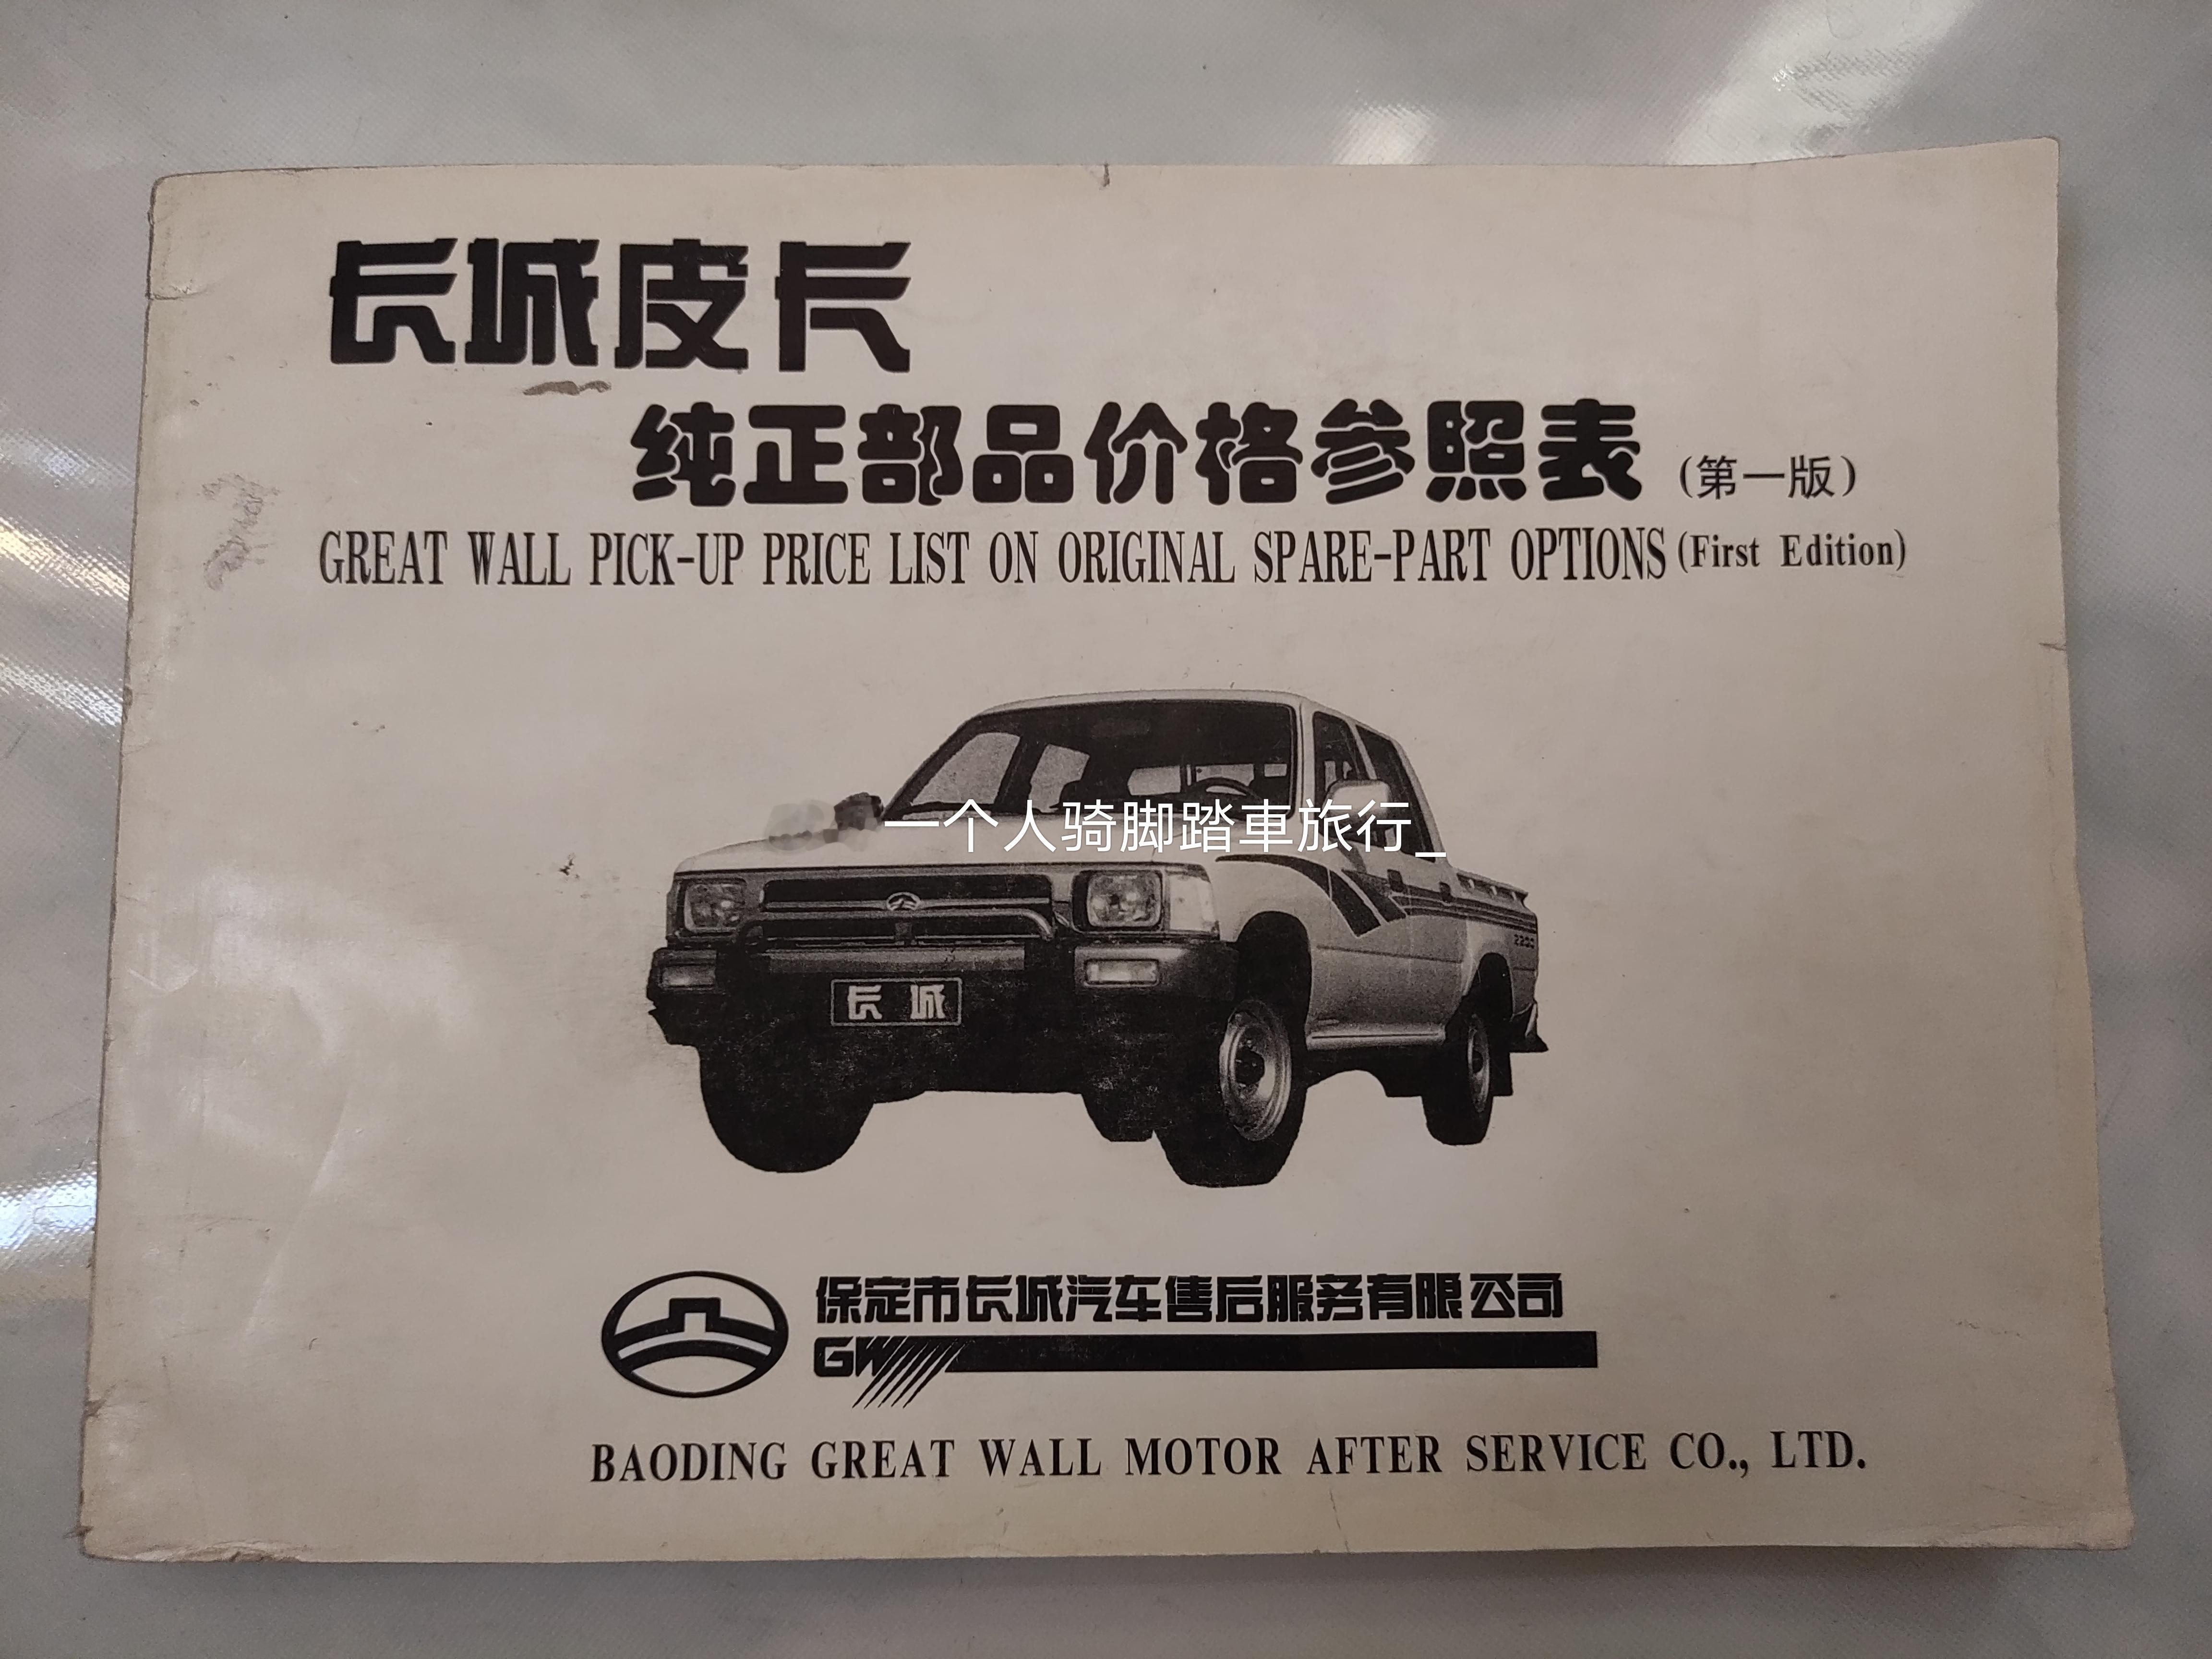 长城皮卡
纯正部品价格参照表(第一版)
GREAT WALL PICK-UP PRICE LIST ON ORIGINAL SPARE-PART OPTIONS (First Edition)
一个人骑脚踏車旅行_
2200
长城
保定市长城汽车售后服务有限公司
GW
BAODING GREAT WALL MOTOR AFTER SERVICE CO., LTD.